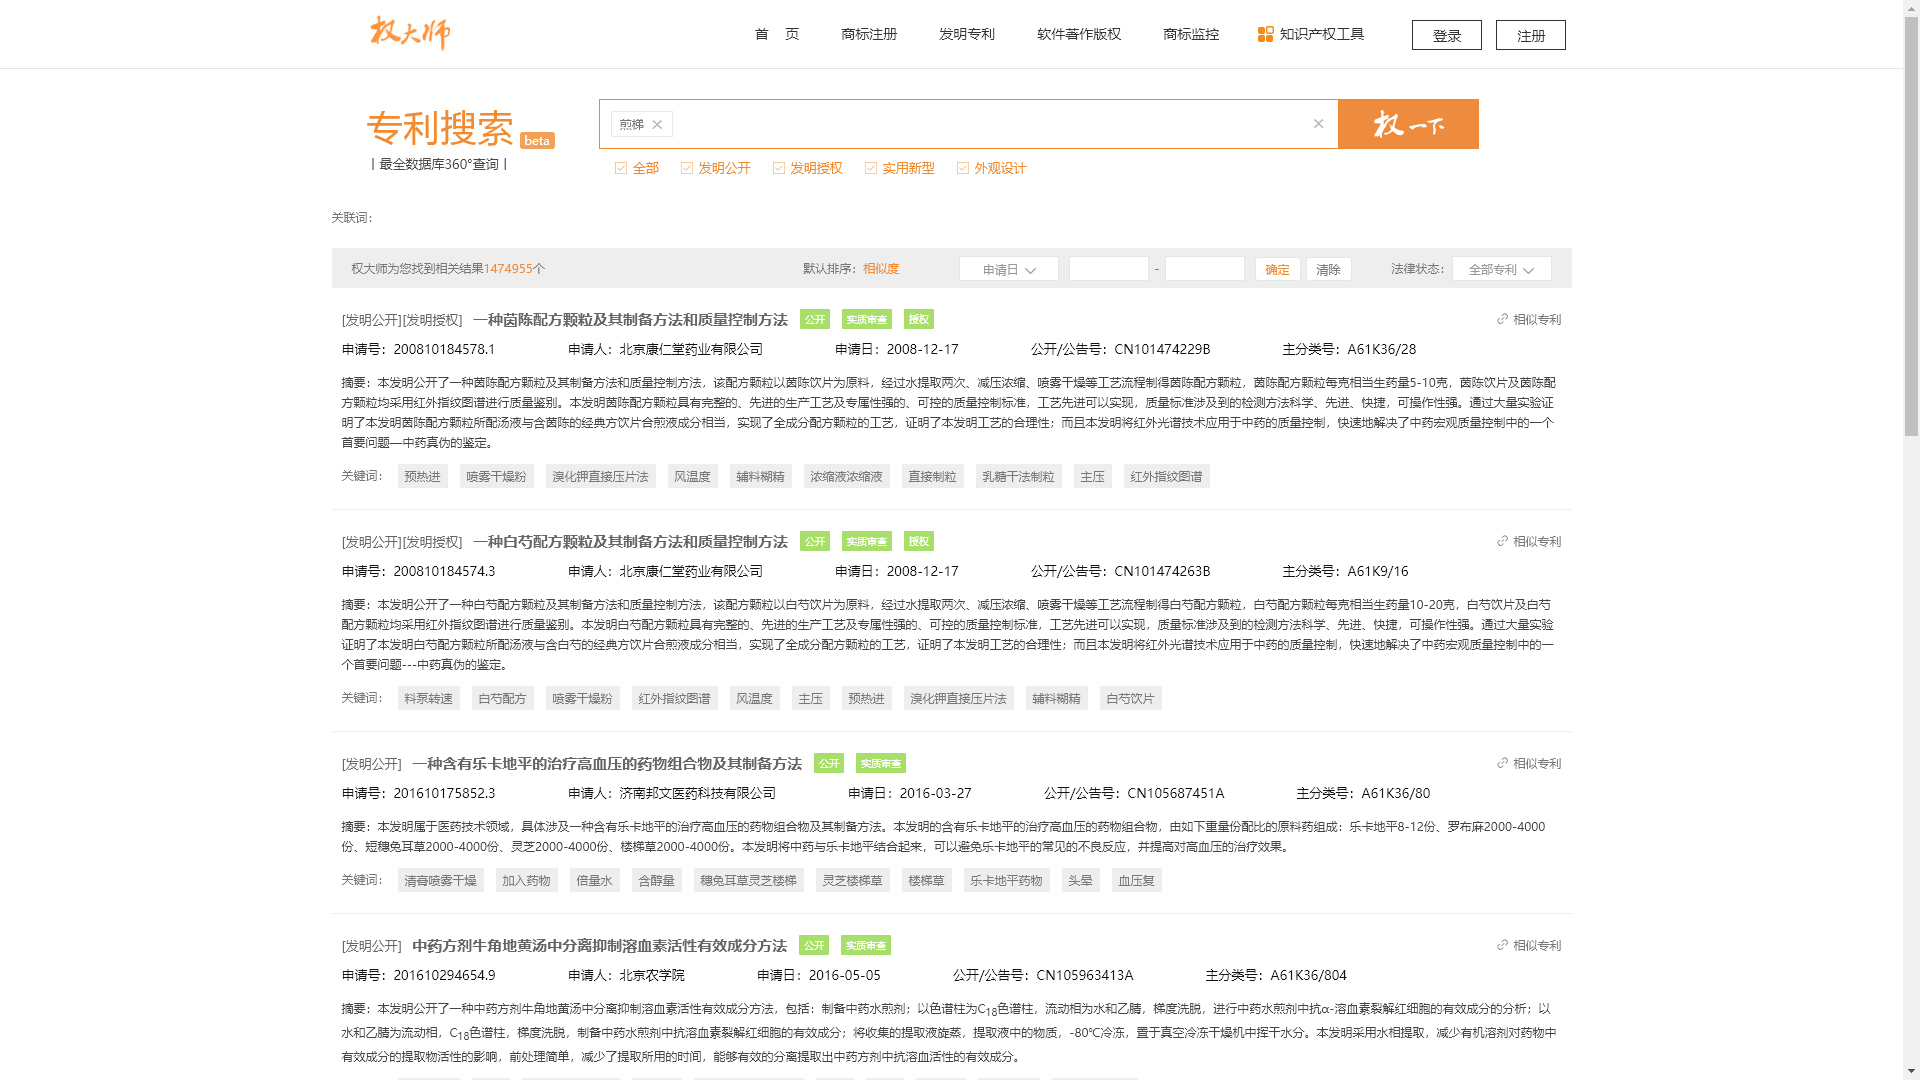 权大师
首 页 商标注册 发明专利 软件著作版权 商标监控 知识产权工具 登录 注册
专利搜索 beta
| 最全数据库360°查询 |
煎梯 × × 权一下
全部 发明公开 发明授权 实用新型 外观设计
关联词：
权大师为您找到相关结果1474955个 默认排序：相似度 申请日 - 确定 清除 法律状态：全部专利
[发明公开][发明授权] 一种茵陈配方颗粒及其制备方法和质量控制方法 公开 实质审查 授权 相似专利
申请号：200810184578.1 申请人：北京康仁堂药业有限公司 申请日：2008-12-17 公开/公告号：CN101474229B 主分类号：A61K36/28
摘要：本发明公开了一种茵陈配方颗粒及其制备方法和质量控制方法，该配方颗粒以茵陈饮片为原料，经过水提取两次、减压浓缩、喷雾干燥等工艺流程制得茵陈配方颗粒，茵陈配方颗粒每克相当生药量5-10克，茵陈饮片及茵陈配
方颗粒均采用红外指纹图谱进行质量鉴别。本发明茵陈配方颗粒具有完整的、先进的生产工艺及专属性强的、可控的质量控制标准，工艺先进可以实现，质量标准涉及到的检测方法科学、先进、快捷，可操作性强。通过大量实验证
明了本发明茵陈配方颗粒所配汤液与含茵陈的经典方饮片合煎液成分相当，实现了全成分配方颗粒的工艺，证明了本发明工艺的合理性；而且本发明将红外光谱技术应用于中药的质量控制，快速地解决了中药宏观质量控制中的一个
首要问题—中药真伪的鉴定。
关键词： 预热进 喷雾干燥粉 溴化钾直接压片法 风温度 辅料糊精 浓缩液浓缩液 直接制粒 乳糖干法制粒 主压 红外指纹图谱
[发明公开][发明授权] 一种白芍配方颗粒及其制备方法和质量控制方法 公开 实质审查 授权 相似专利
申请号：200810184574.3 申请人：北京康仁堂药业有限公司 申请日：2008-12-17 公开/公告号：CN101474263B 主分类号：A61K9/16
摘要：本发明公开了一种白芍配方颗粒及其制备方法和质量控制方法，该配方颗粒以白芍饮片为原料，经过水提取两次、减压浓缩、喷雾干燥等工艺流程制得白芍配方颗粒，白芍配方颗粒每克相当生药量10-20克，白芍饮片及白芍
配方颗粒均采用红外指纹图谱进行质量鉴别。本发明白芍配方颗粒具有完整的、先进的生产工艺及专属性强的、可控的质量控制标准，工艺先进可以实现，质量标准涉及到的检测方法科学、先进、快捷，可操作性强。通过大量实验
证明了本发明白芍配方颗粒所配汤液与含白芍的经典方饮片合煎液成分相当，实现了全成分配方颗粒的工艺，证明了本发明工艺的合理性；而且本发明将红外光谱技术应用于中药的质量控制，快速地解决了中药宏观质量控制中的一
个首要问题---中药真伪的鉴定。
关键词： 料泵转速 白芍配方 喷雾干燥粉 红外指纹图谱 风温度 主压 预热进 溴化钾直接压片法 辅料糊精 白芍饮片
[发明公开] 一种含有乐卡地平的治疗高血压的药物组合物及其制备方法 公开 实质审查 相似专利
申请号：201610175852.3 申请人：济南邦文医药科技有限公司 申请日：2016-03-27 公开/公告号：CN105687451A 主分类号：A61K36/80
摘要：本发明属于医药技术领域，具体涉及一种含有乐卡地平的治疗高血压的药物组合物及其制备方法。本发明的含有乐卡地平的治疗高血压的药物组合物，由如下重量份配比的原料药组成：乐卡地平8-12份、罗布麻2000-4000
份、短穗兔耳草2000-4000份、灵芝2000-4000份、楼梯草2000-4000份。本发明将中药与乐卡地平结合起来，可以避免乐卡地平的常见的不良反应，并提高对高血压的治疗效果。
关键词： 清膏喷雾干燥 加入药物 倍量水 含醇量 穗兔耳草灵芝楼梯 灵芝楼梯草 楼梯草 乐卡地平药物 头晕 血压复
[发明公开] 中药方剂牛角地黄汤中分离抑制溶血素活性有效成分方法 公开 实质审查 相似专利
申请号：201610294654.9 申请人：北京农学院 申请日：2016-05-05 公开/公告号：CN105963413A 主分类号：A61K36/804
摘要：本发明公开了一种中药方剂牛角地黄汤中分离抑制溶血素活性有效成分方法，包括：制备中药水煎剂；以色谱柱为C18色谱柱，流动相为水和乙腈，梯度洗脱，进行中药水煎剂中抗α-溶血素裂解红细胞的有效成分的分析；以
水和乙腈为流动相，C18色谱柱，梯度洗脱，制备中药水煎剂中抗溶血素裂解红细胞的有效成分；将收集的提取液旋蒸，提取液中的物质，-80℃冷冻，置于真空冷冻干燥机中挥干水分。本发明采用水相提取，减少有机溶剂对药物中
有效成分的提取物活性的影响，前处理简单，减少了提取所用的时间，能够有效的分离提取出中药方剂中抗溶血活性的有效成分。